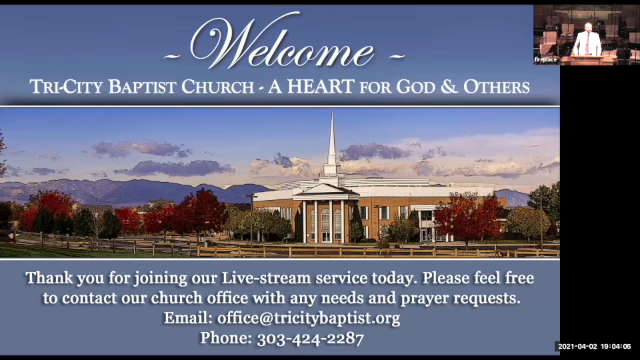 ~ Welcome ~
TRI-CITY BAPTIST CHURCH - A HEART FOR GOD & OTHERS
Thank you for joining our Live-stream service today. Please feel free
to contact our church office with any needs and prayer requests.
Email: office@tricitybaptist.org
Phone: 303-424-2287
fireplace
2021-04-02 19:04:05